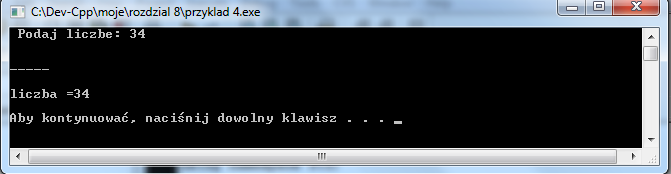 C:\Dev-Cpp\moje\rozdzial 8\przyklad 4.exe
Podaj liczbe: 34
-----
liczba =34
Aby kontynuować, naciśnij dowolny klawisz . . . _